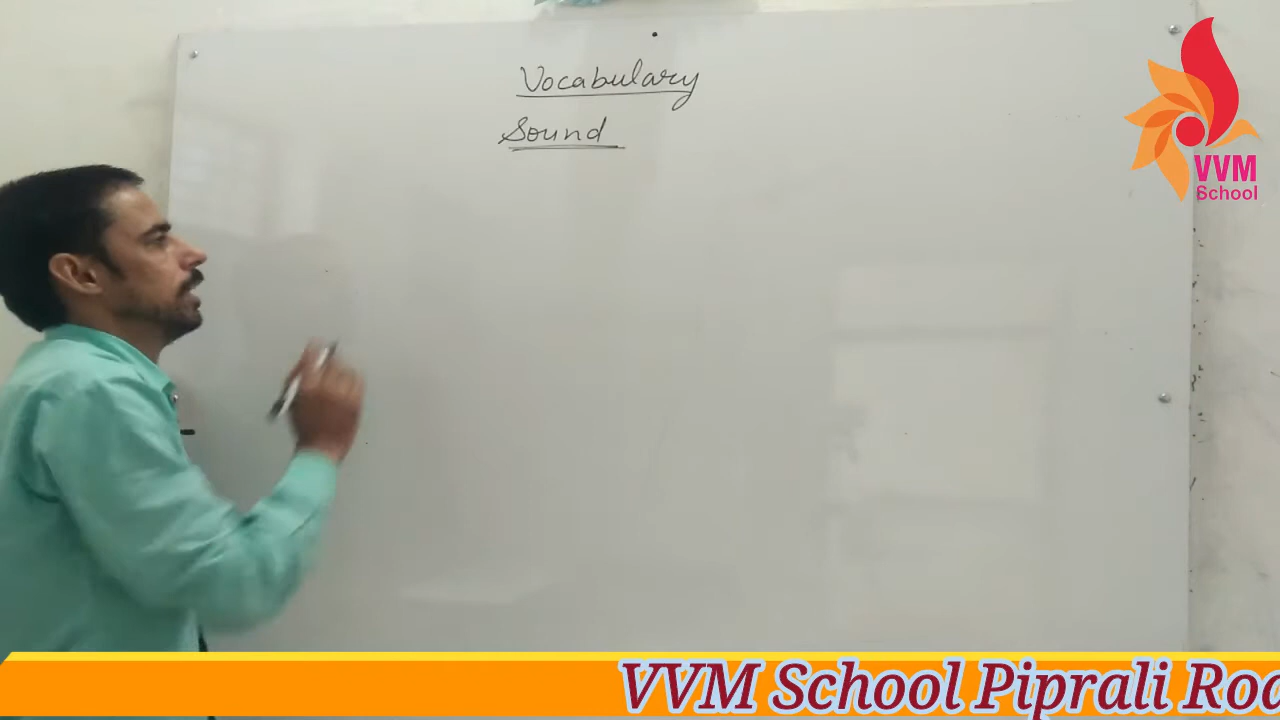 Vocabulary
Sound
VVM
School
VVM School Piprali Roa